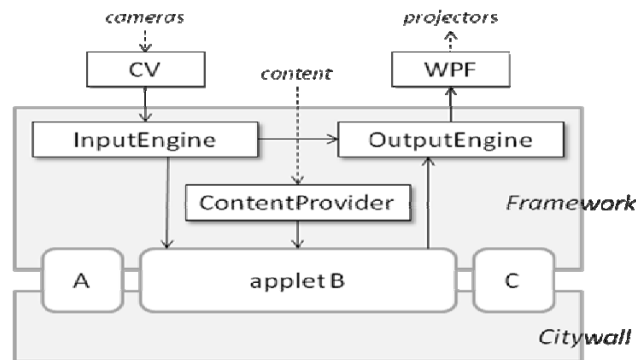 cameras
projectors
CV
content
WPF
InputEngine
OutputEngine
ContentProvider
Framework
A
applet B
C
Citywall